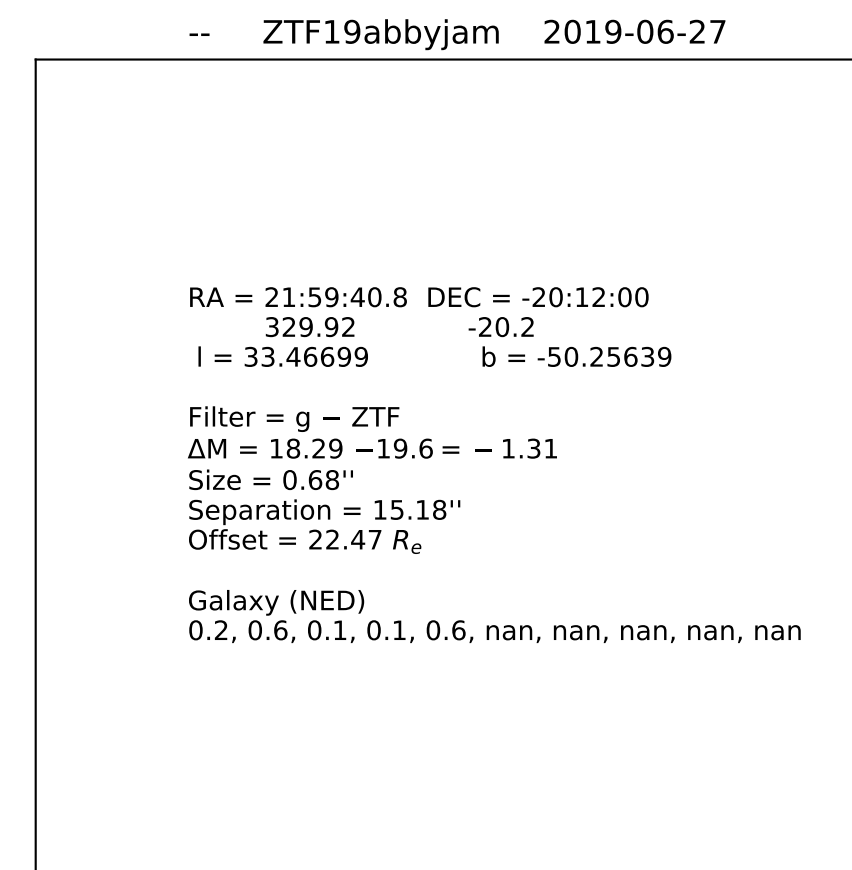 -- ZTF19abbyjam 2019-06-27
RA = 21:59:40.8 DEC = -20:12:00
329.92 -20.2
l = 33.46699 b = -50.25639
Filter = g − ZTF
ΔM = 18.29 −19.6 = − 1.31
Size = 0.68''
Separation = 15.18''
Offset = 22.47 Rₑ
Galaxy (NED)
0.2, 0.6, 0.1, 0.1, 0.6, nan, nan, nan, nan, nan